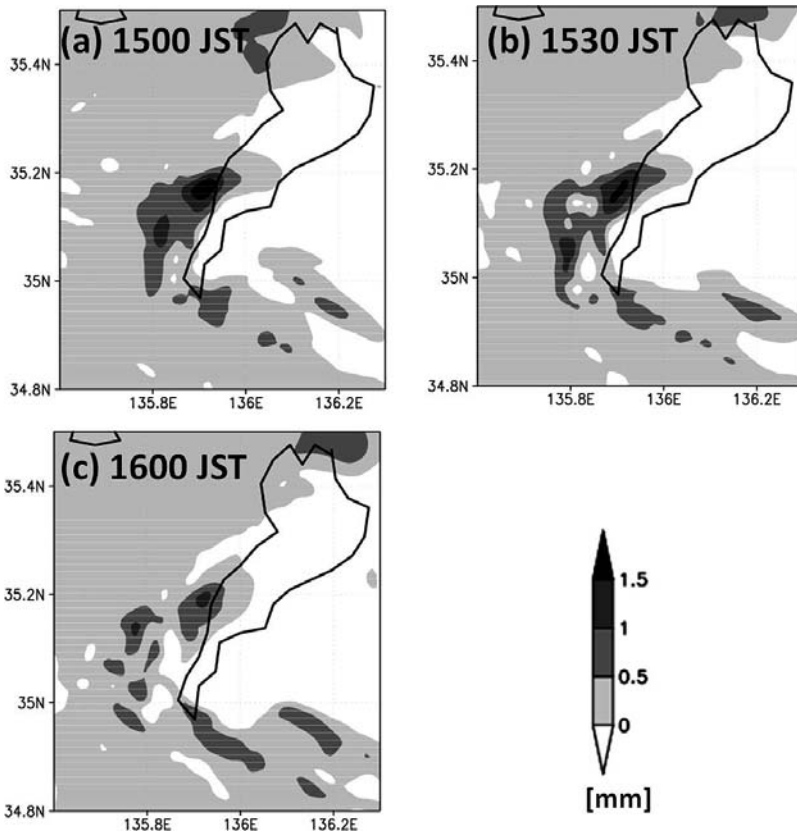 (a) 1500 JST
35.4N
35.2N
35N
34.8N
135.8E 136E 136.2E
(b) 1530 JST
35.4N
35.2N
35N
34.8N
135.8E 136E 136.2E
(c) 1600 JST
35.4N
35.2N
35N
34.8N
135.8E 136E 136.2E
1.5
1
0.5
0
[mm]